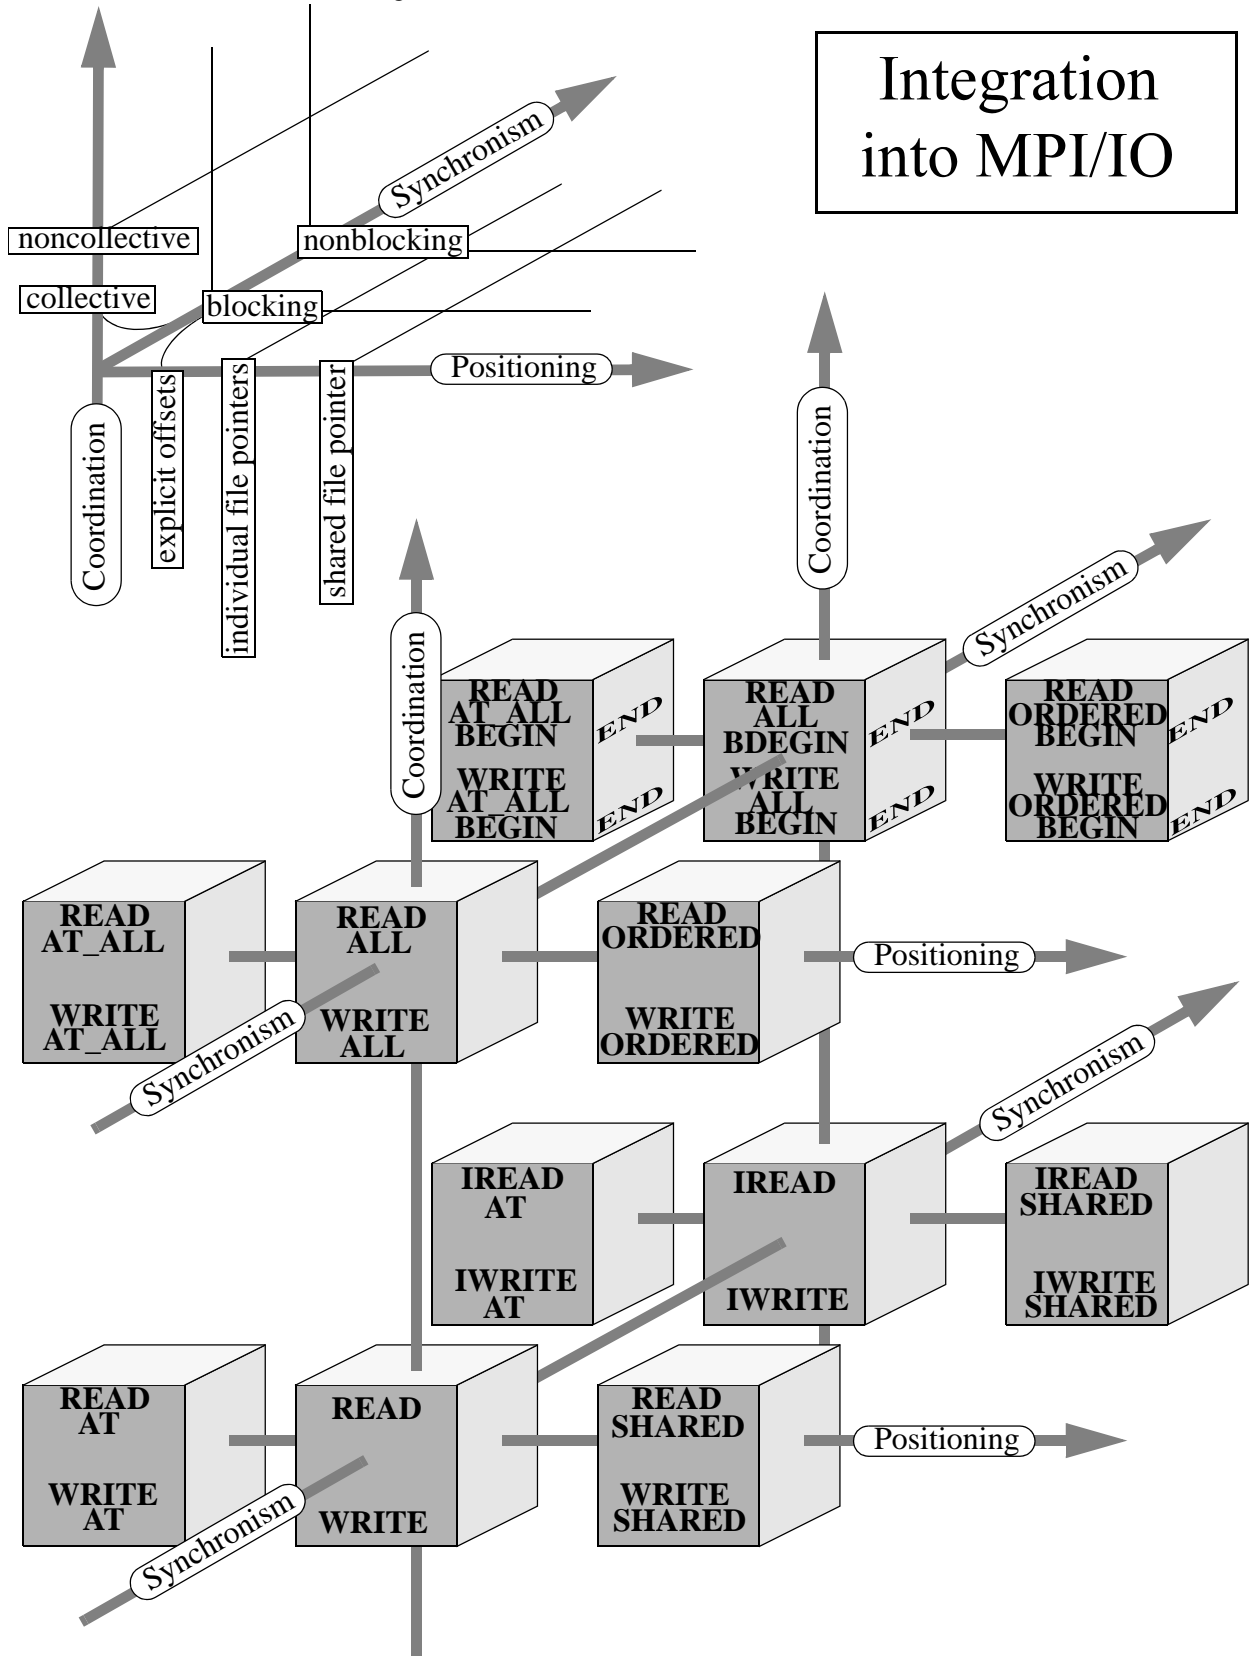 Integration
into MPI/IO
Synchronism
noncollective
nonblocking
collective
blocking
Positioning
Coordination
explicit offsets
individual file pointers
shared file pointer
Coordination
Synchronism
Coordination
READ
AT_ALL
BEGIN
END
WRITE
AT_ALL
BEGIN
END
READ
ALL
BDEGIN
END
WRITE
ALL
BEGIN
END
READ
ORDERED
BEGIN
END
WRITE
ORDERED
BEGIN
END
READ
AT_ALL
WRITE
AT_ALL
READ
ALL
WRITE
ALL
READ
ORDERED
WRITE
ORDERED
Positioning
Synchronism
Synchronism
IREAD
AT
IWRITE
AT
IREAD
IWRITE
IREAD
SHARED
IWRITE
SHARED
READ
AT
WRITE
AT
READ
WRITE
READ
SHARED
WRITE
SHARED
Positioning
Synchronism